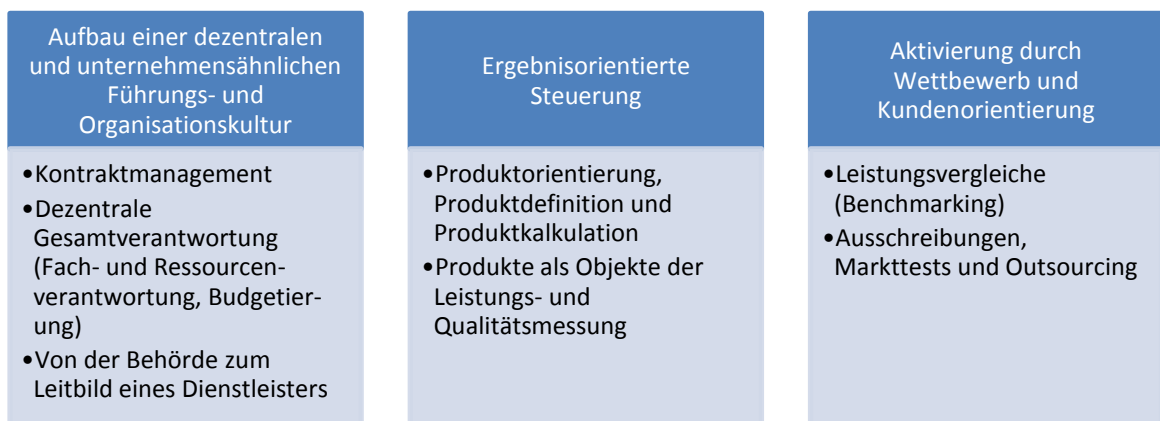 Aufbau einer dezentralen
und unternehmensähnlichen
Führungs- und
Organisationskultur
•Kontraktmanagement
•Dezentrale
Gesamtverantwortung
(Fach- und Ressourcen-
verantwortung, Budgetier-
ung)
•Von der Behörde zum
Leitbild eines Dienstleisters
Ergebnisorientierte
Steuerung
•Produktorientierung,
Produktdefinition und
Produktkalkulation
•Produkte als Objekte der
Leistungs- und
Qualitätsmessung
Aktivierung durch
Wettbewerb und
Kundenorientierung
•Leistungsvergleiche
(Benchmarking)
•Ausschreibungen,
Markttests und Outsourcing